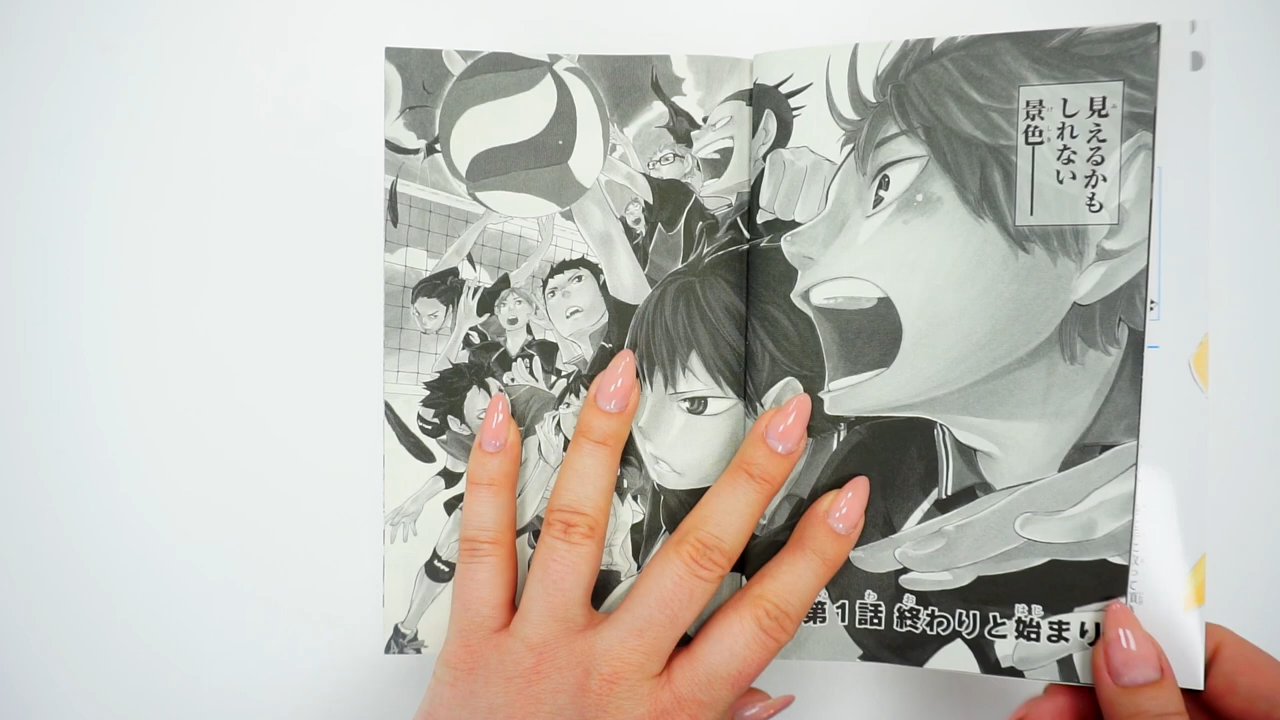 見えるかも
しれない
景色――
第1話 終わりと始まり